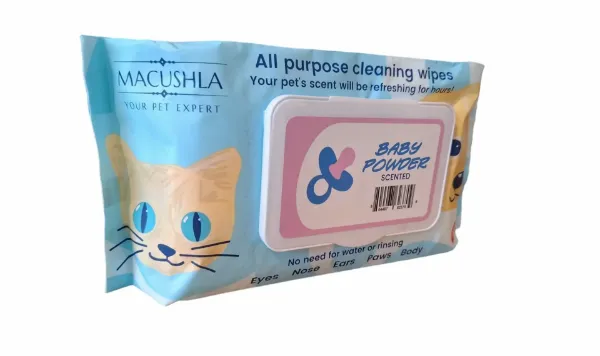 MACUSHLA
YOUR PET EXPERT
All purpose cleaning wipes
Your pet's scent will be refreshing for hours!
BABY
POWDER
SCENTED
No need for water or rinsing
Eyes Nose Ears Paws Body